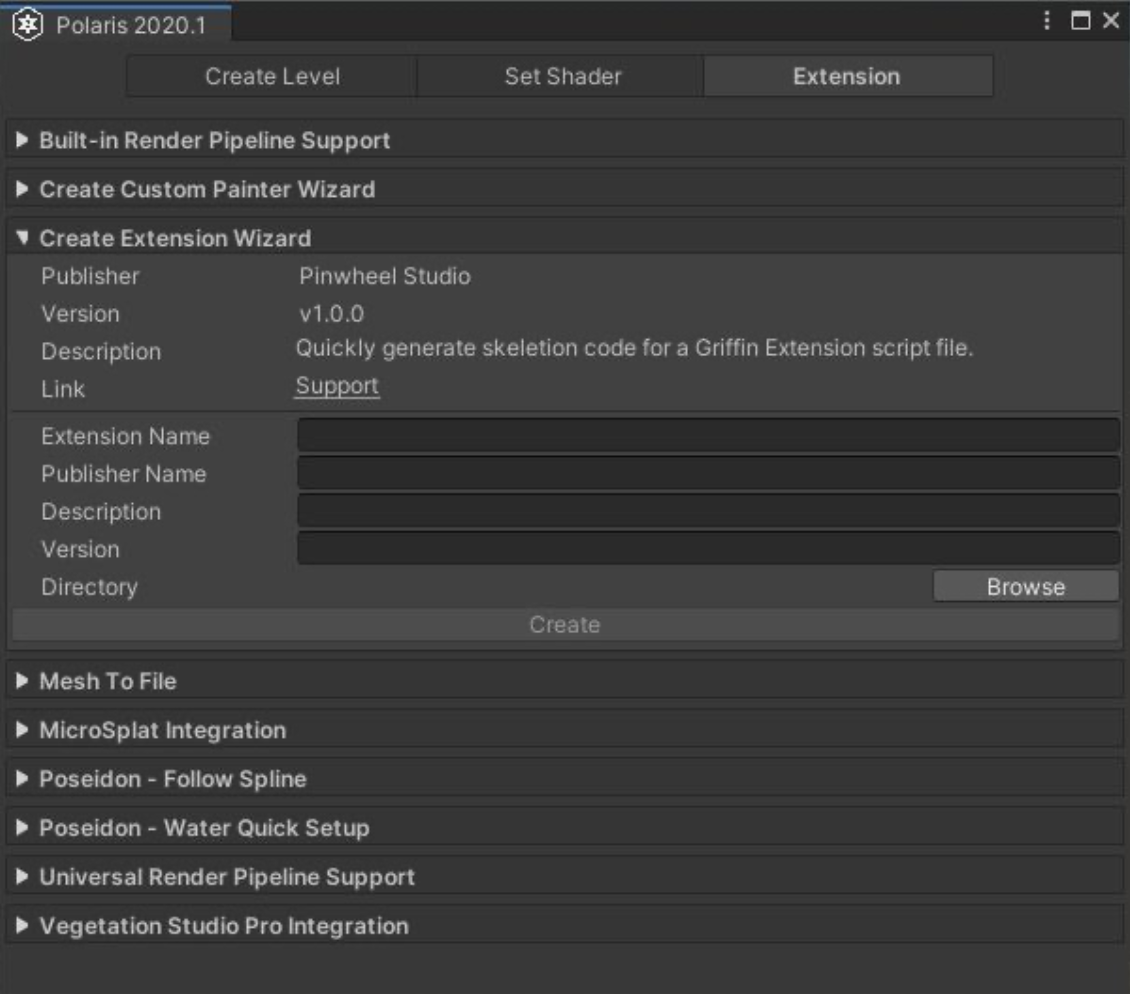 Polaris 2020.1
Create Level Set Shader Extension
Built-in Render Pipeline Support
Create Custom Painter Wizard
Create Extension Wizard
Publisher Pinwheel Studio
Version v1.0.0
Description Quickly generate skeletion code for a Griffin Extension script file.
Link Support
Extension Name
Publisher Name
Description
Version
Directory Browse
Create
Mesh To File
MicroSplat Integration
Poseidon - Follow Spline
Poseidon - Water Quick Setup
Universal Render Pipeline Support
Vegetation Studio Pro Integration